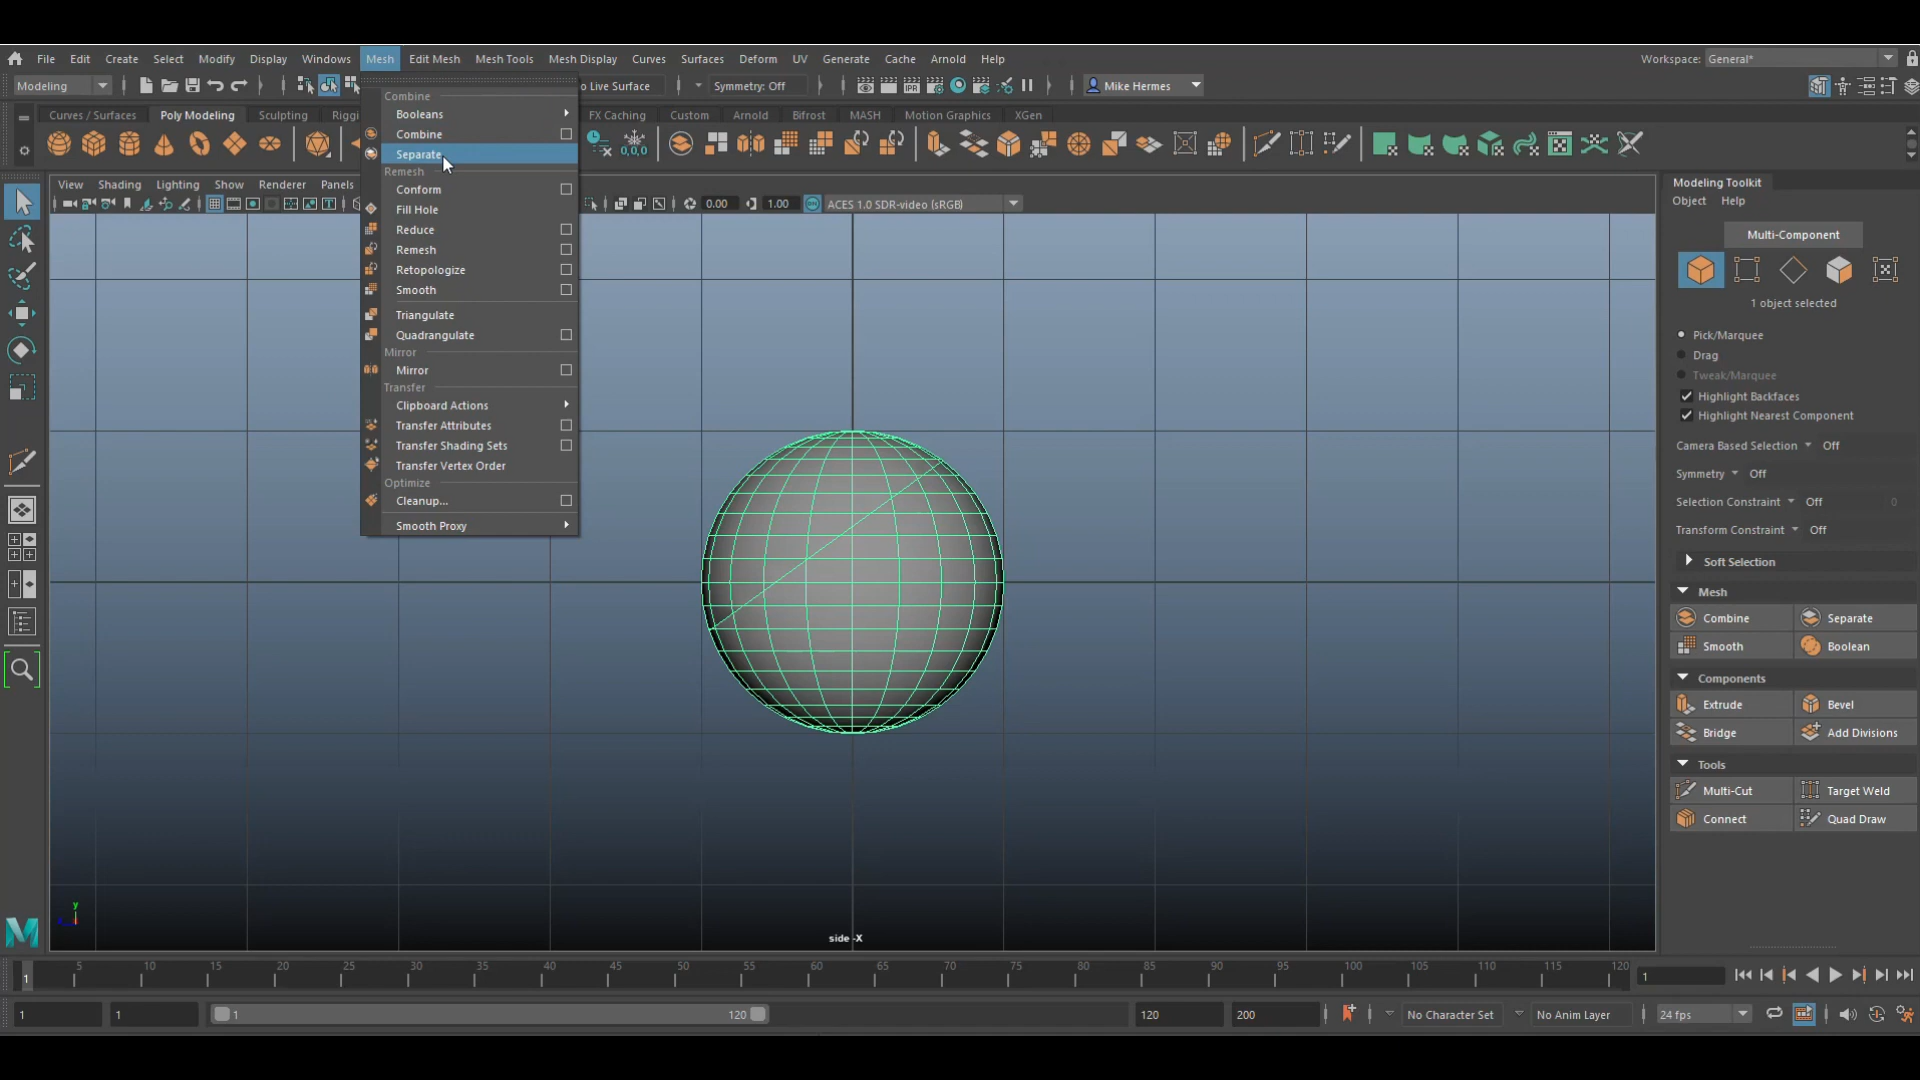 File Edit Create Select Modify Display Windows Mesh Edit Mesh Mesh Tools Mesh Display Curves Surfaces Deform UV Generate Cache Arnold Help Workspace: General*
Modeling o Live Surface Symmetry: Off IPR Mike Hermes
Curves / Surfaces Poly Modeling Sculpting Riggi FX Caching Custom Arnold Bifrost MASH Motion Graphics XGen
0,0,0
View Shading Lighting Show Renderer Panels
0.00 1.00 ACES 1.0 SDR-video (sRGB)
Combine
Booleans
Combine
Separate
Remesh
Conform
Fill Hole
Reduce
Remesh
Retopologize
Smooth
Triangulate
Quadrangulate
Mirror
Mirror
Transfer
Clipboard Actions
Transfer Attributes
Transfer Shading Sets
Transfer Vertex Order
Optimize
Cleanup...
Smooth Proxy
Modeling Toolkit
Object Help
Multi-Component
1 object selected
Pick/Marquee
Drag
Tweak/Marquee
Highlight Backfaces
Highlight Nearest Component
Camera Based Selection Off
Symmetry Off
Selection Constraint Off 0
Transform Constraint Off
Soft Selection
Mesh
Combine Separate
Smooth Boolean
Components
Extrude Bevel
Bridge Add Divisions
Tools
Multi-Cut Target Weld
Connect Quad Draw
y
side -X
1 5 10 15 20 25 30 35 40 45 50 55 60 65 70 75 80 85 90 95 100 105 110 115 120 1
1 1 1 120 120 200 No Character Set No Anim Layer 24 fps